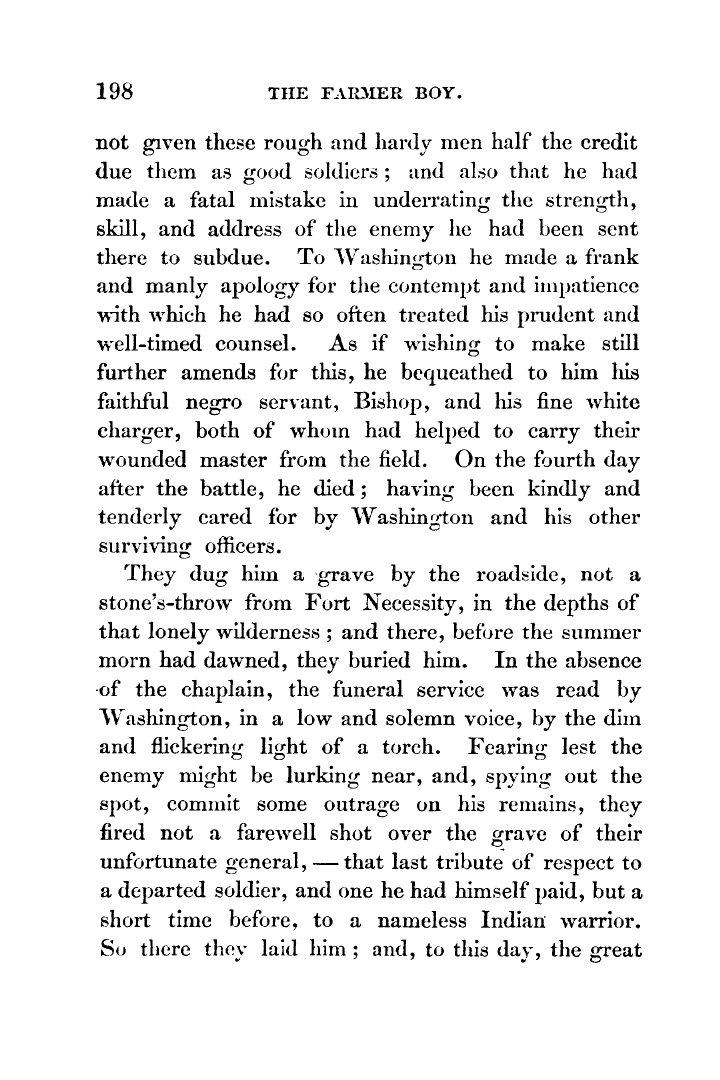 198 THE FARMER BOY.
not given these rough and hardy men half the credit
due them as good soldiers ; and also that he had
made a fatal mistake in underrating the strength,
skill, and address of the enemy he had been sent
there to subdue. To Washington he made a frank
and manly apology for the contempt and impatience
with which he had so often treated his prudent and
well-timed counsel. As if wishing to make still
further amends for this, he bequeathed to him his
faithful negro servant, Bishop, and his fine white
charger, both of whom had helped to carry their
wounded master from the field. On the fourth day
after the battle, he died ; having been kindly and
tenderly cared for by Washington and his other
surviving officers.
They dug him a grave by the roadside, not a
stone's-throw from Fort Necessity, in the depths of
that lonely wilderness ; and there, before the summer
morn had dawned, they buried him. In the absence
of the chaplain, the funeral service was read by
Washington, in a low and solemn voice, by the dim
and flickering light of a torch. Fearing lest the
enemy might be lurking near, and, spying out the
spot, commit some outrage on his remains, they
fired not a farewell shot over the grave of their
unfortunate general, — that last tribute of respect to
a departed soldier, and one he had himself paid, but a
short time before, to a nameless Indian warrior.
So there they laid him ; and, to this day, the great